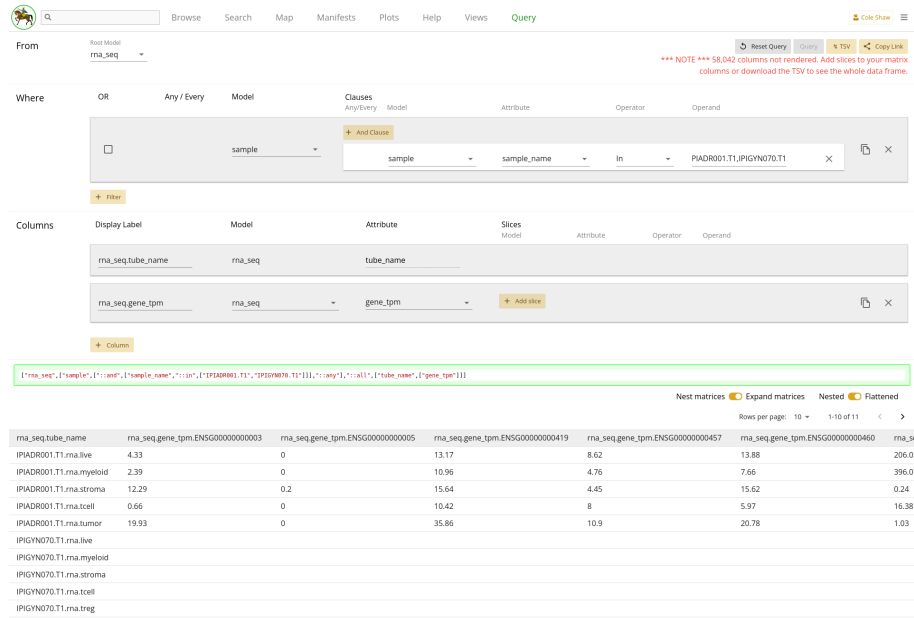 Browse Search Map Manifests Plots Help Views Query Cole Shaw
From
Root Model
rna_seq
Reset Query Query TSV Copy Link
*** NOTE *** 58,042 columns not rendered. Add slices to your matrix
columns or download the TSV to see the whole data frame.
Where OR Any / Every Model Clauses
Any/Every Model Attribute Operator Operand
+ And Clause
sample sample sample_name In PIADR001.T1,IPIGYN070.T1
+ Filter
Columns Display Label Model Attribute Slices
Model Attribute Operator Operand
rna_seq.tube_name rna_seq tube_name
rna_seq.gene_tpm rna_seq gene_tpm + Add slice
+ Column
["rna_seq",["sample",["::and",["sample_name","::in",["IPIADR001.T1","IPIGYN070.T1"]]],"::any"],"::all",["tube_name",["gene_tpm"]]]
Nest matrices Expand matrices Nested Flattened
Rows per page: 10 1-10 of 11
rna_seq.tube_name rna_seq.gene_tpm.ENSG00000000003 rna_seq.gene_tpm.ENSG00000000005 rna_seq.gene_tpm.ENSG00000000419 rna_seq.gene_tpm.ENSG00000000457 rna_seq.gene_tpm.ENSG00000000460 rna_s
IPIADR001.T1.rna.live 4.33 0 13.17 8.62 13.88 206.0
IPIADR001.T1.rna.myeloid 2.39 0 10.96 4.76 7.66 396.0
IPIADR001.T1.rna.stroma 12.29 0.2 15.64 4.45 15.62 0.24
IPIADR001.T1.rna.tcell 0.66 0 10.42 8 5.97 16.38
IPIADR001.T1.rna.tumor 19.93 0 35.86 10.9 20.78 1.03
IPIGYN070.T1.rna.live
IPIGYN070.T1.rna.myeloid
IPIGYN070.T1.rna.stroma
IPIGYN070.T1.rna.tcell
IPIGYN070.T1.rna.treg